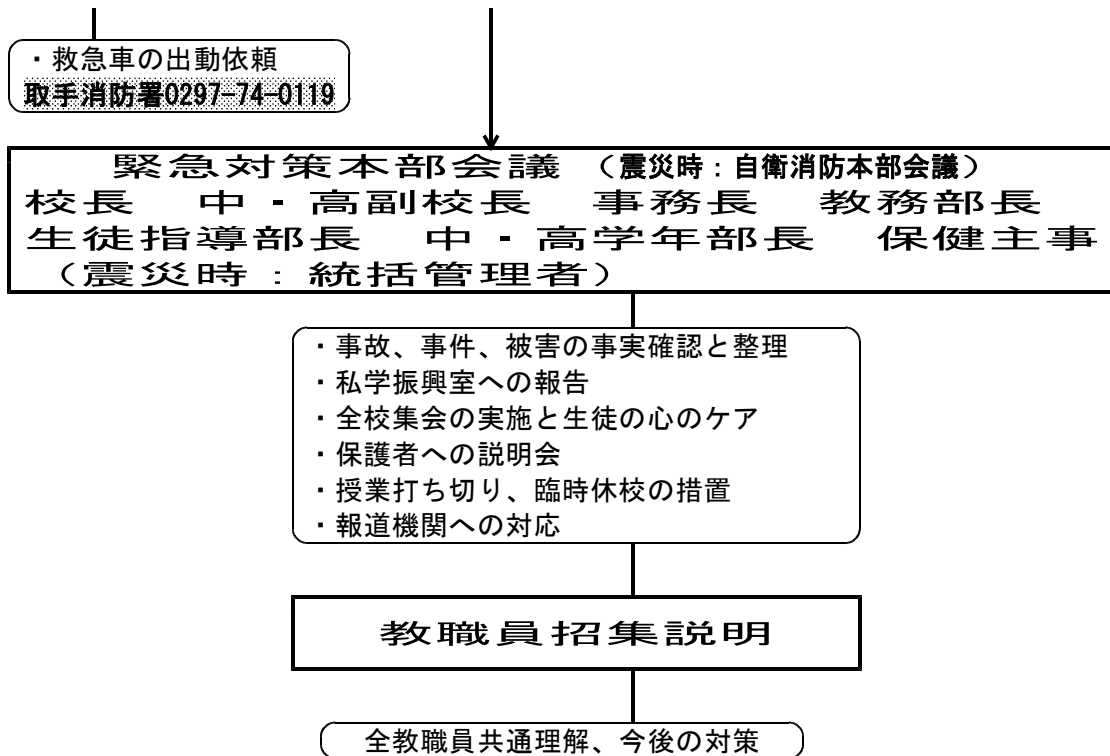 ・救急車の出動依頼
取手消防署0297-74-0119
緊急対策本部会議 （震災時：自衛消防本部会議）
校長　中・高副校長　事務長　教務部長
生徒指導部長　中・高学年部長　保健主事
（震災時：統括管理者）
・事故、事件、被害の事実確認と整理
・私学振興室への報告
・全校集会の実施と生徒の心のケア
・保護者への説明会
・授業打ち切り、臨時休校の措置
・報道機関への対応
教職員招集説明
全教職員共通理解、今後の対策